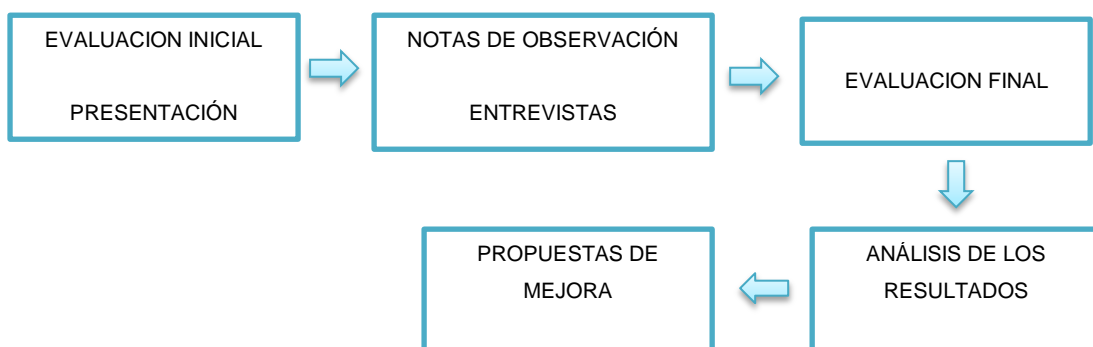 EVALUACION INICIAL
PRESENTACIÓN
NOTAS DE OBSERVACIÓN
ENTREVISTAS
EVALUACION FINAL
PROPUESTAS DE
MEJORA
ANÁLISIS DE LOS
RESULTADOS